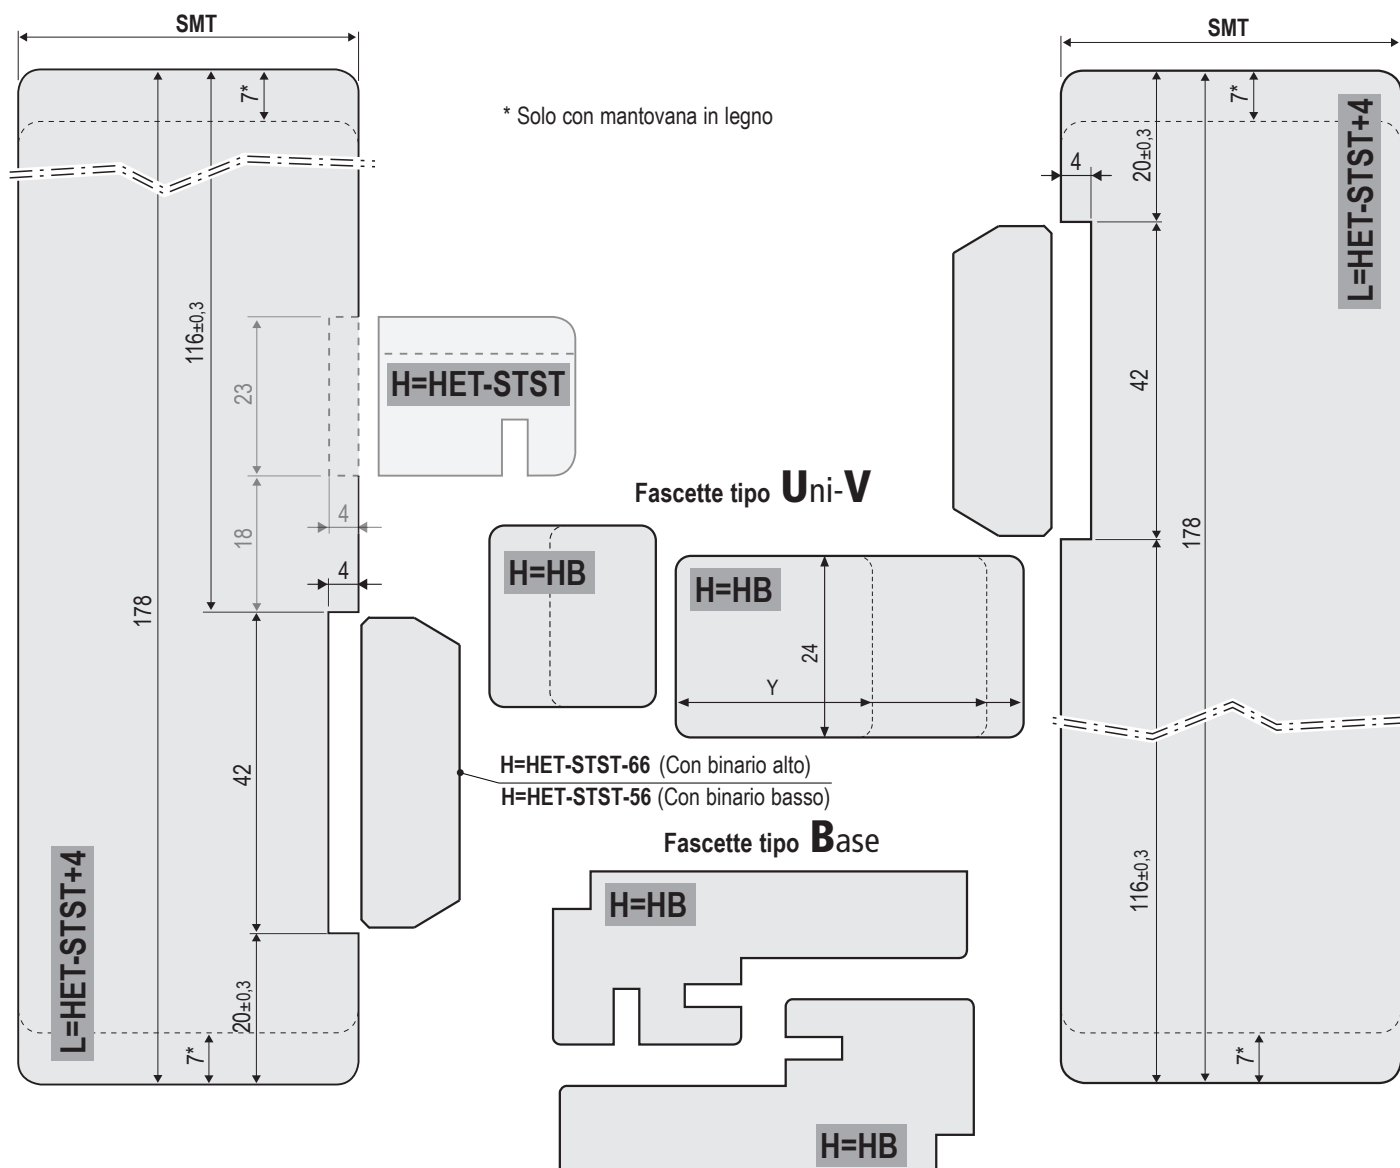 SMT
SMT
7*
7*
* Solo con mantovana in legno
L=HET-STST+4
4
20±0,3
116±0,3
23
H=HET-STST
42
Fascette tipo Uni-V
4
18
178
H=HB
H=HB
4
178
24
Y
42
H=HET-STST-66 (Con binario alto)
H=HET-STST-56 (Con binario basso)
Fascette tipo Base
H=HB
116±0,3
L=HET-STST+4
20±0,3
7*
7*
H=HB